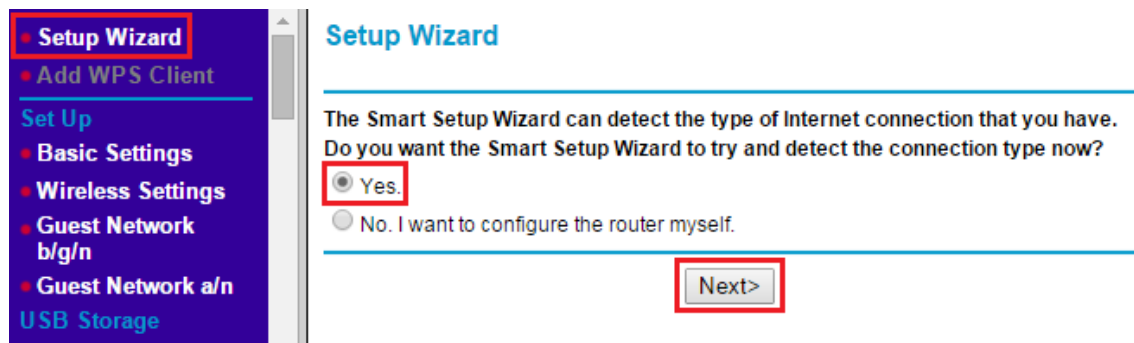 Setup Wizard
Add WPS Client
Set Up
Basic Settings
Wireless Settings
Guest Network
b/g/n
Guest Network a/n
USB Storage
Setup Wizard
The Smart Setup Wizard can detect the type of Internet connection that you have.
Do you want the Smart Setup Wizard to try and detect the connection type now?
Yes.
No. I want to configure the router myself.
Next>